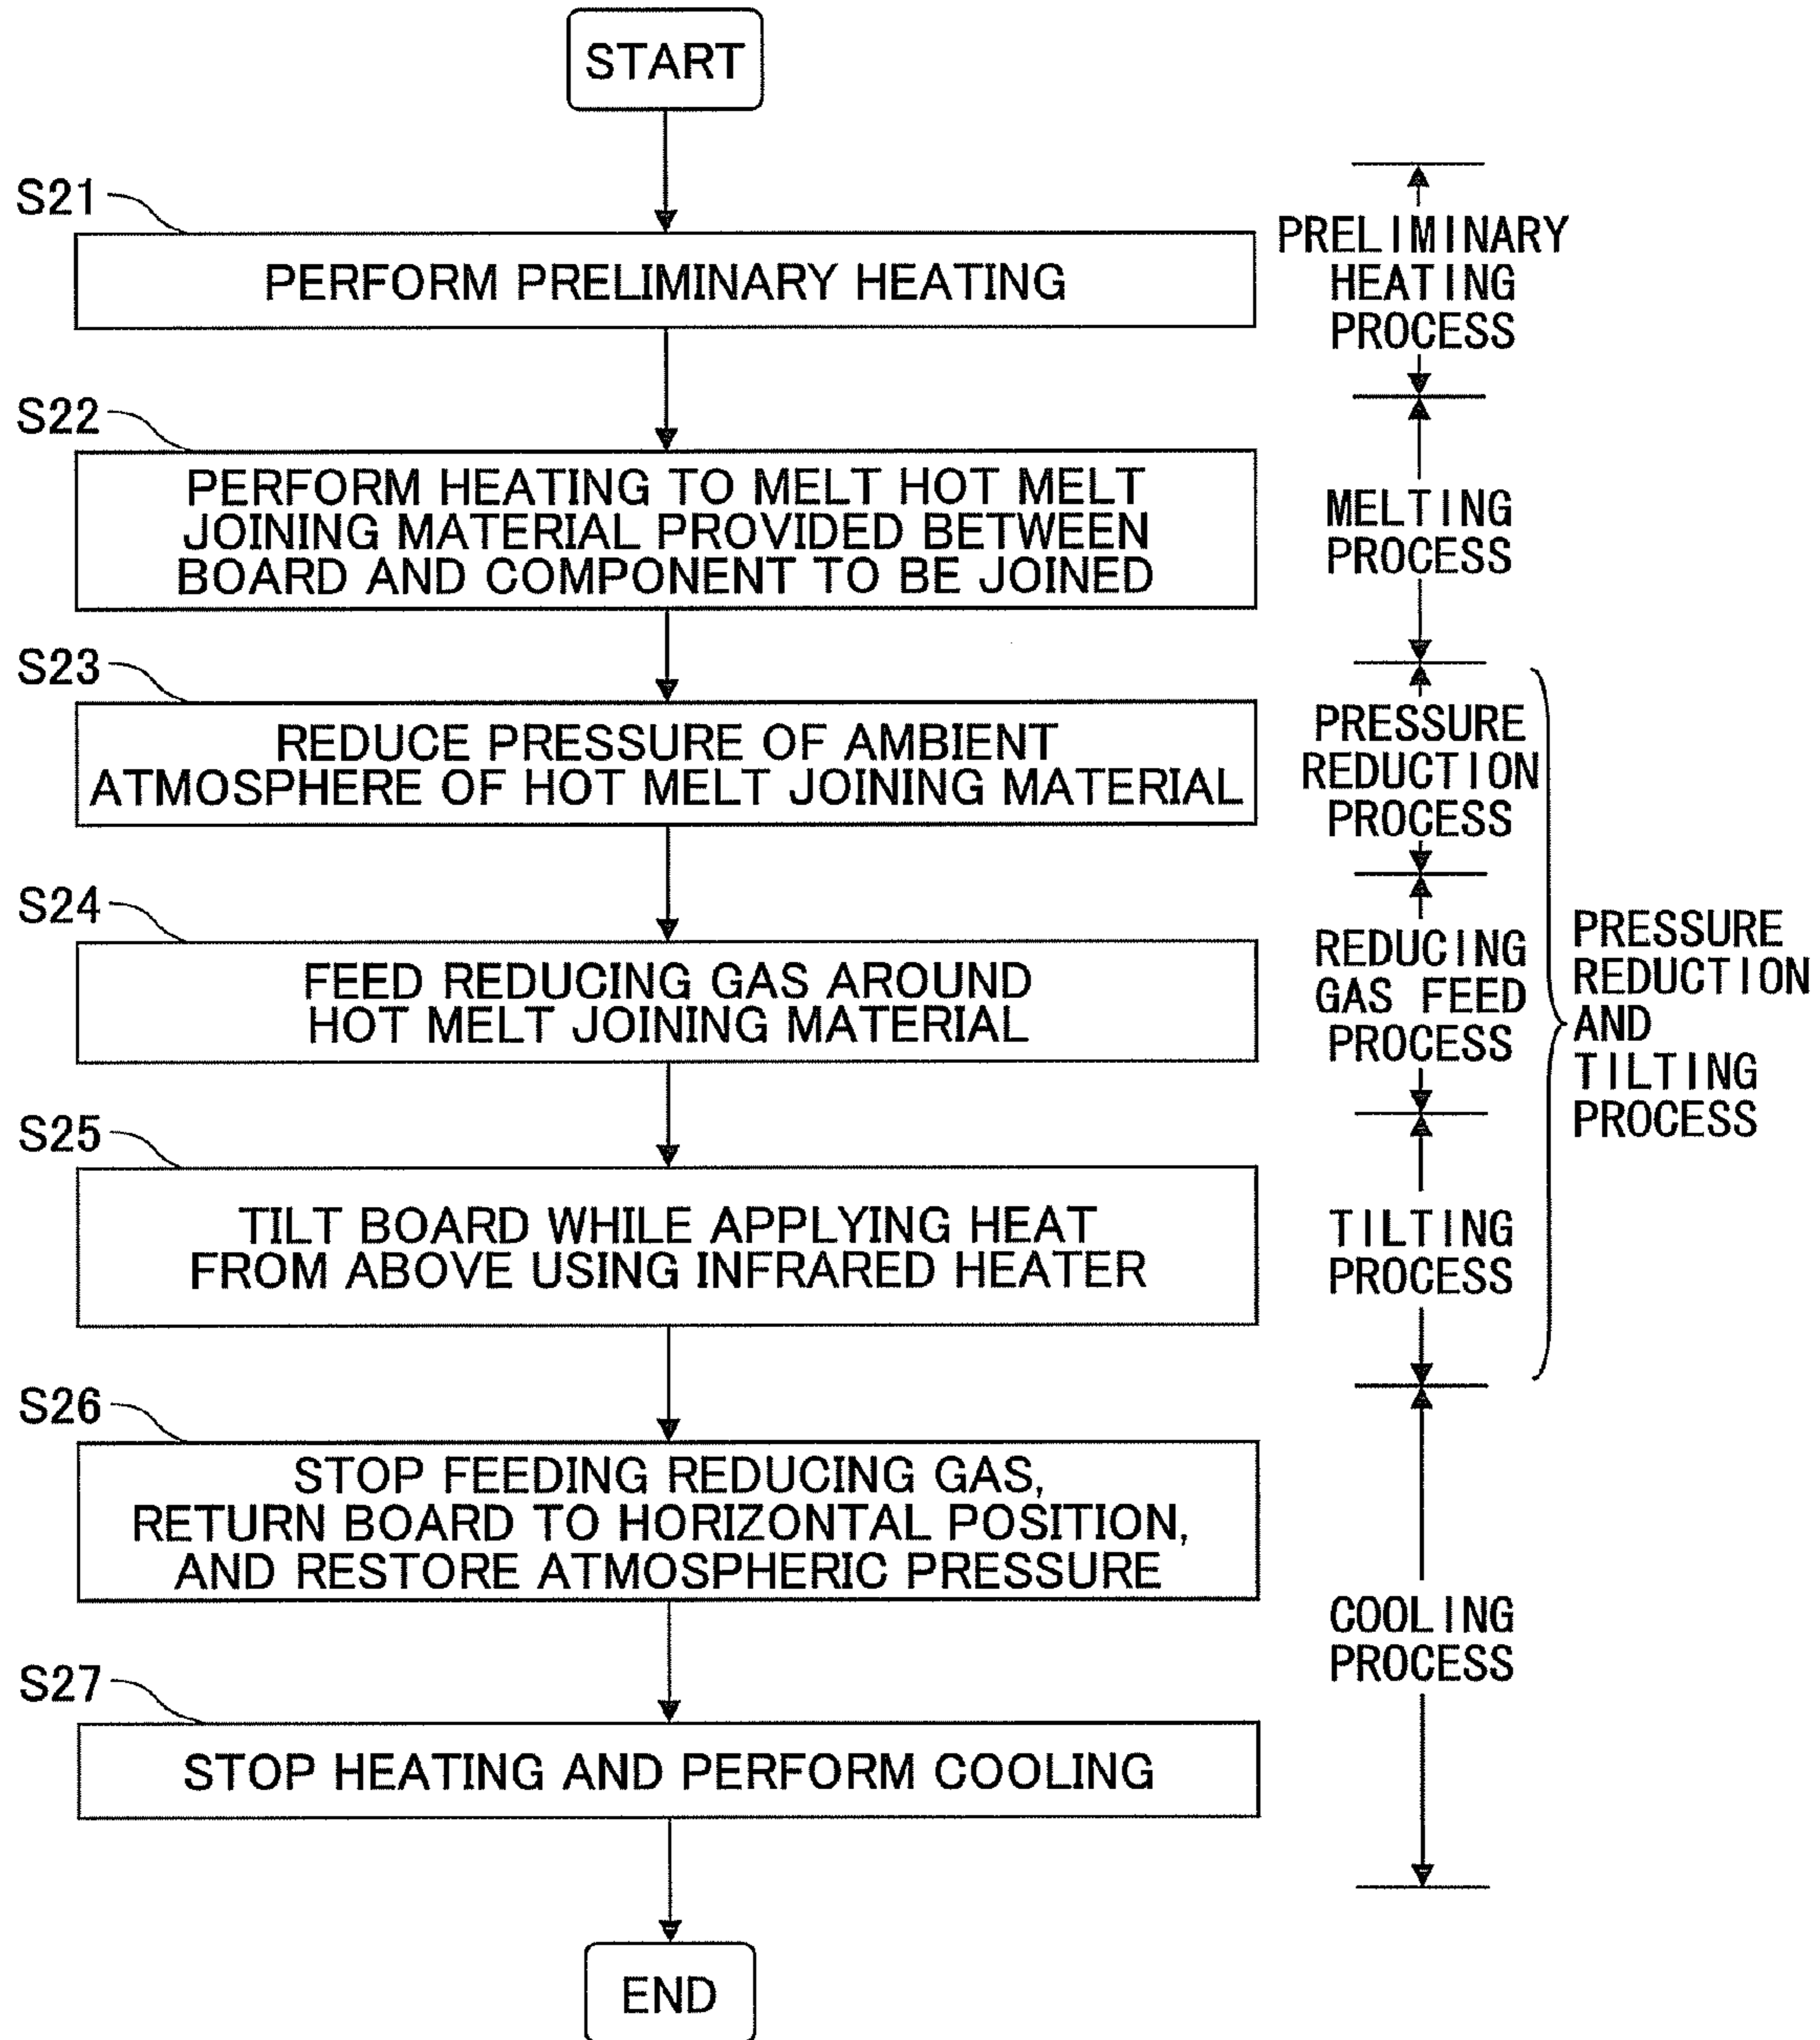 START
S21
PERFORM PRELIMINARY HEATING
PRELIMINARY
HEATING
PROCESS
S22
PERFORM HEATING TO MELT HOT MELT
JOINING MATERIAL PROVIDED BETWEEN
BOARD AND COMPONENT TO BE JOINED
MELTING
PROCESS
S23
REDUCE PRESSURE OF AMBIENT
ATMOSPHERE OF HOT MELT JOINING MATERIAL
PRESSURE
REDUCTION
PROCESS
S24
FEED REDUCING GAS AROUND
HOT MELT JOINING MATERIAL
REDUCING
GAS FEED
PROCESS
PRESSURE
REDUCTION
AND
TILTING
PROCESS
S25
TILT BOARD WHILE APPLYING HEAT
FROM ABOVE USING INFRARED HEATER
TILTING
PROCESS
S26
STOP FEEDING REDUCING GAS,
RETURN BOARD TO HORIZONTAL POSITION,
AND RESTORE ATMOSPHERIC PRESSURE
COOLING
PROCESS
S27
STOP HEATING AND PERFORM COOLING
END